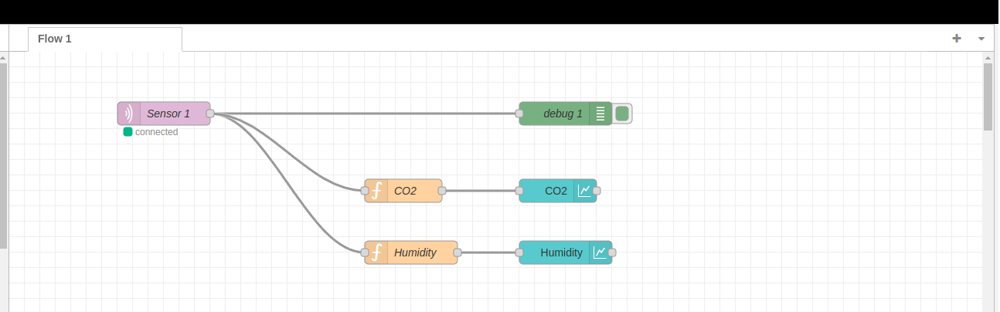 Flow 1
Sensor 1
debug 1
connected
CO2
CO2
Humidity
Humidity